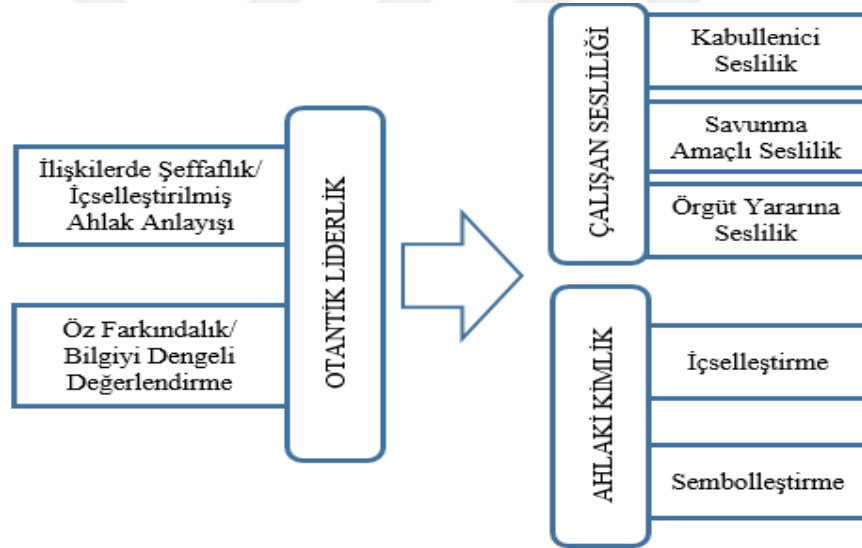 İlişkilerde Şeffaflık/
İçselleştirilmiş
Ahlak Anlayışı
Öz Farkındalık/
Bilgiyi Dengeli
Değerlendirme
OTANTİK LİDERLİK
ÇALIŞAN SESLİLİĞİ
Kabullenici
Seslilik
Savunma
Amaçlı Seslilik
Örgüt Yararına
Seslilik
AHLAKİ KİMLİK
İçselleştirme
Sembolleştirme